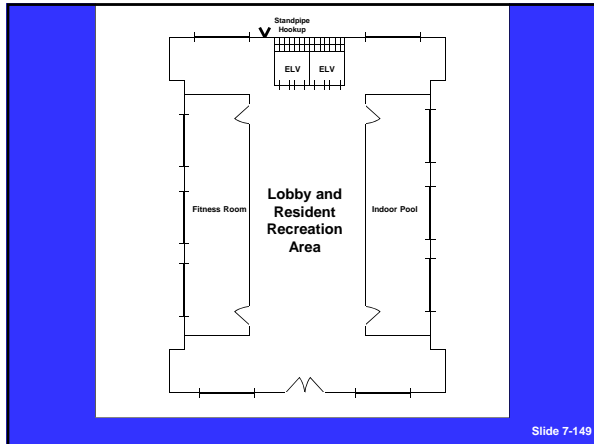 Standpipe
Hookup
ELV
ELV
Lobby and
Resident
Recreation
Area
Fitness Room
Indoor Pool
Slide 7-149